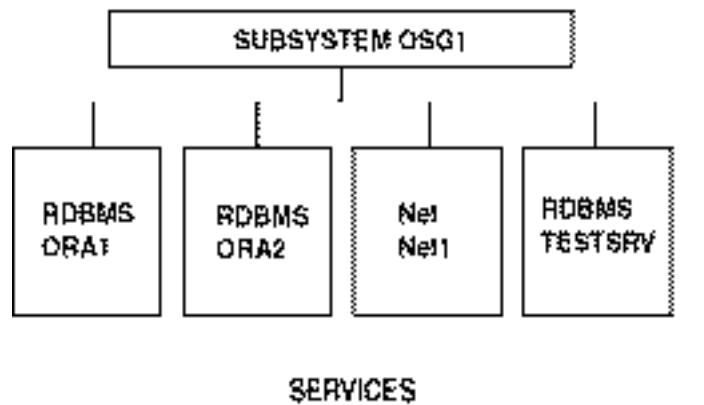 SUBSYSTEM OSG1
RDBMS
ORA1
RDBMS
ORA2
Net
Net1
RDBMS
TESTSRV
SERVICES